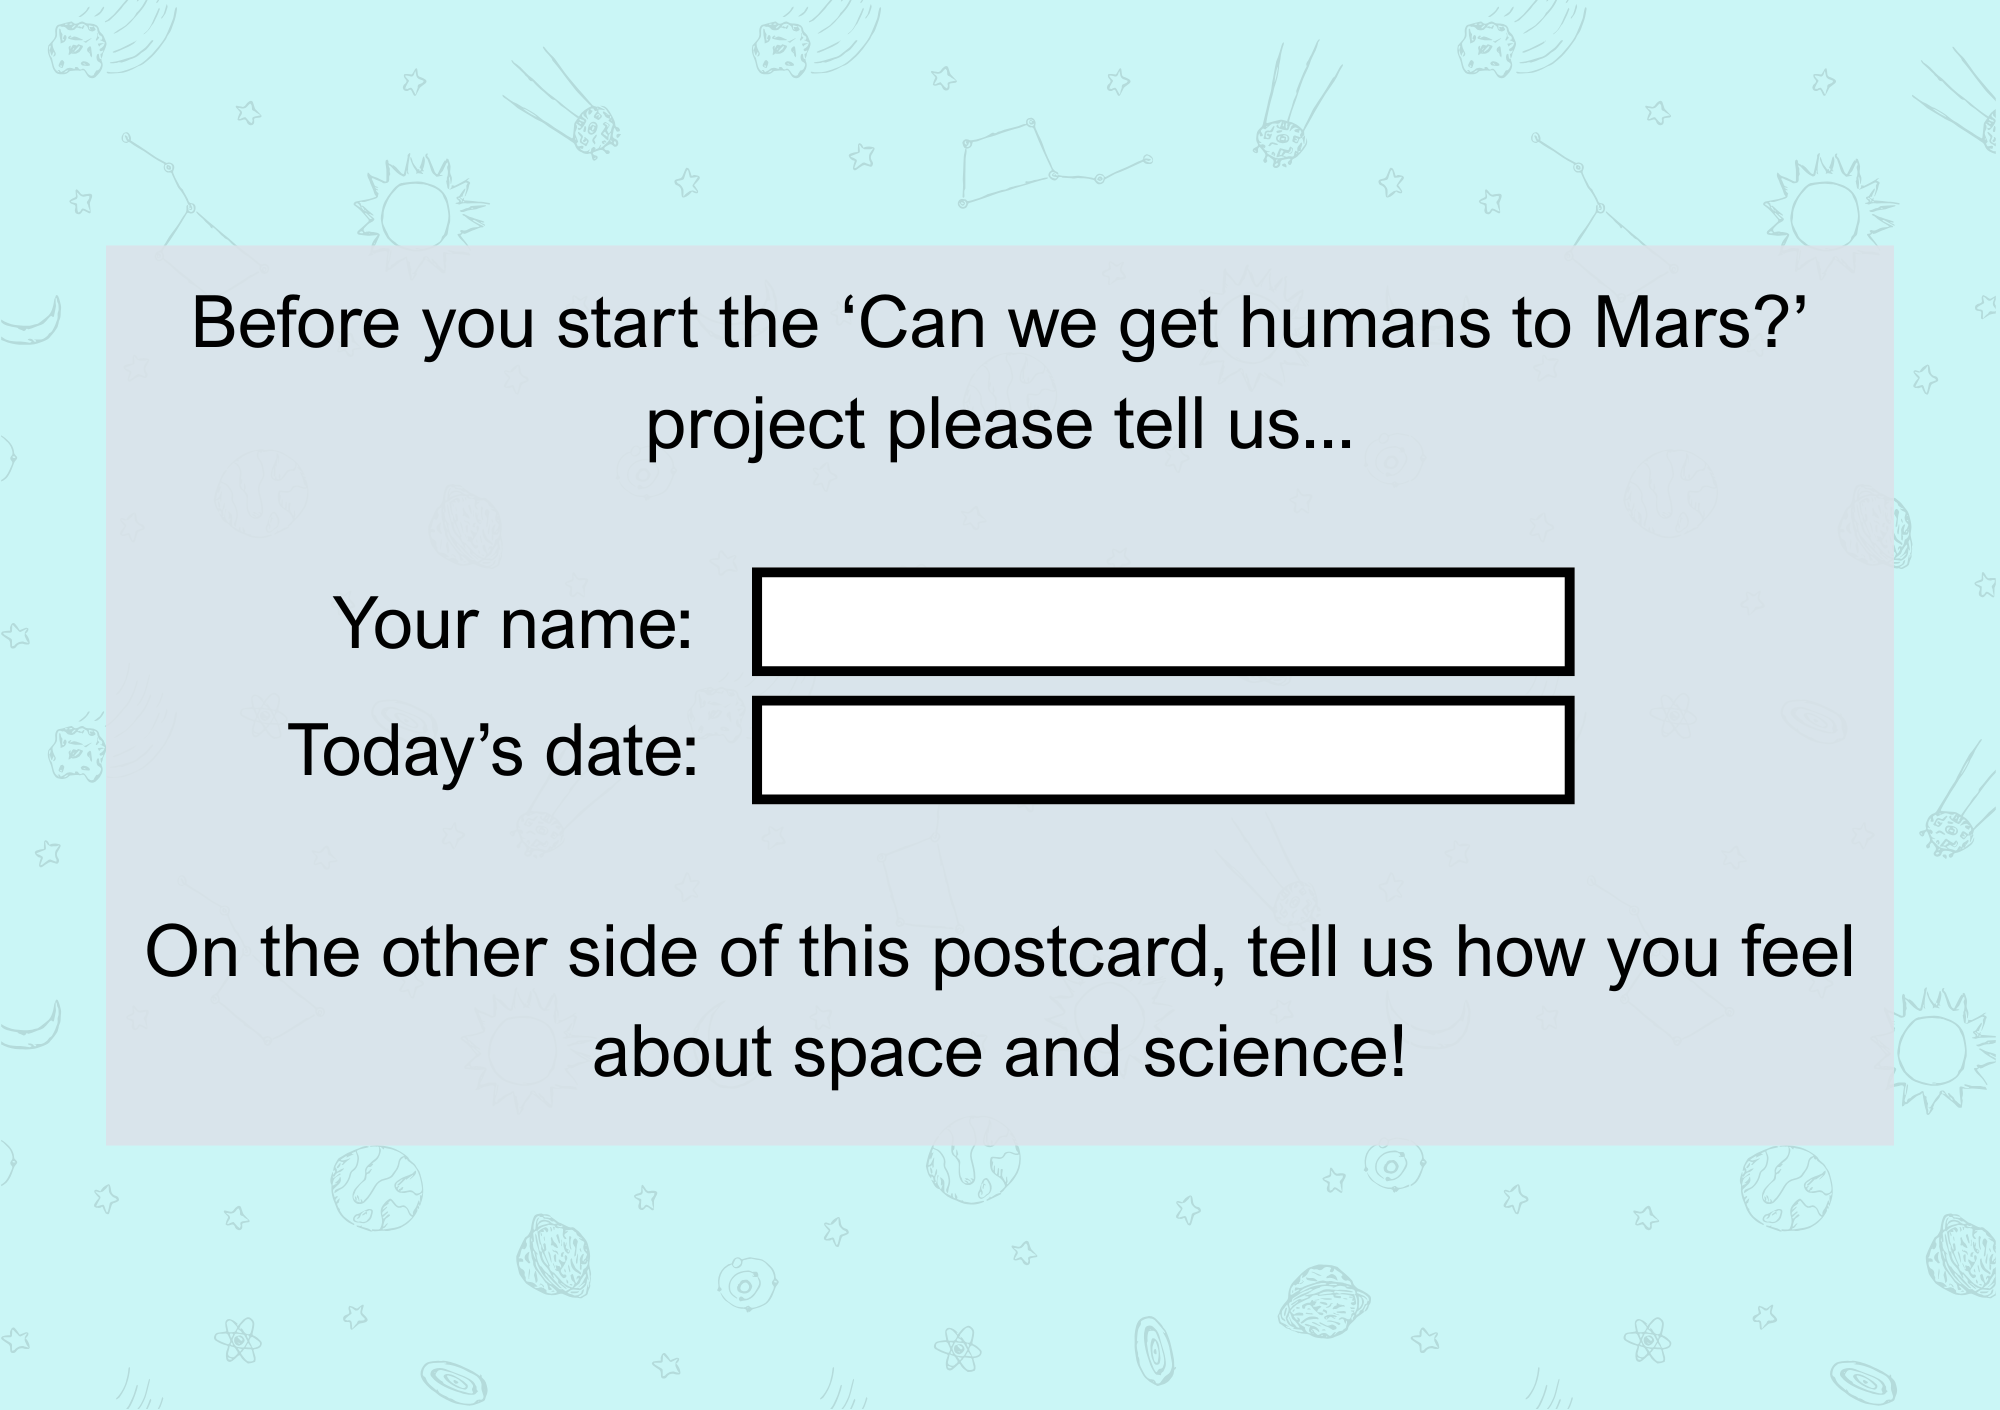 Before you start the ‘Can we get humans to Mars?’
project please tell us...
Your name:
Today’s date:
On the other side of this postcard, tell us how you feel
about space and science!